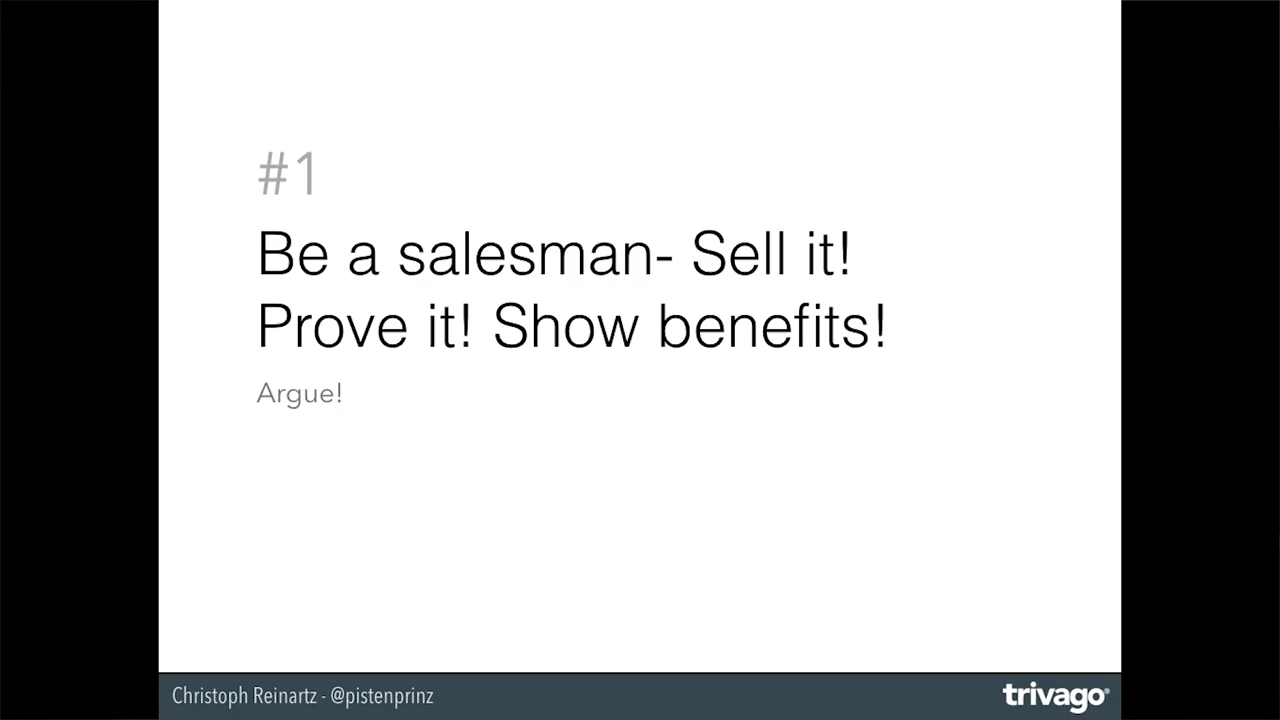 #1
Be a salesman- Sell it!
Prove it! Show benefits!
Argue!
Christoph Reinartz - @pistenprinz
trivago®